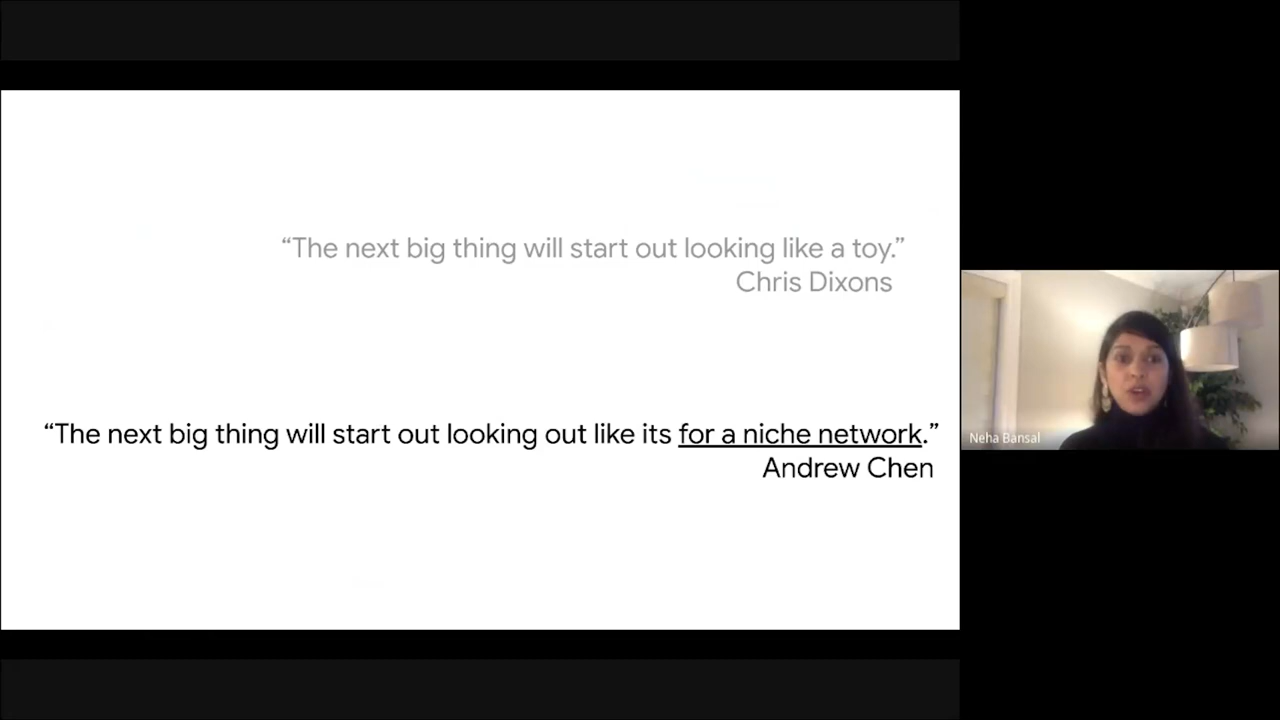 “The next big thing will start out looking like a toy.”
Chris Dixons
“The next big thing will start out looking out like its for a niche network.”
Andrew Chen
Neha Bansal